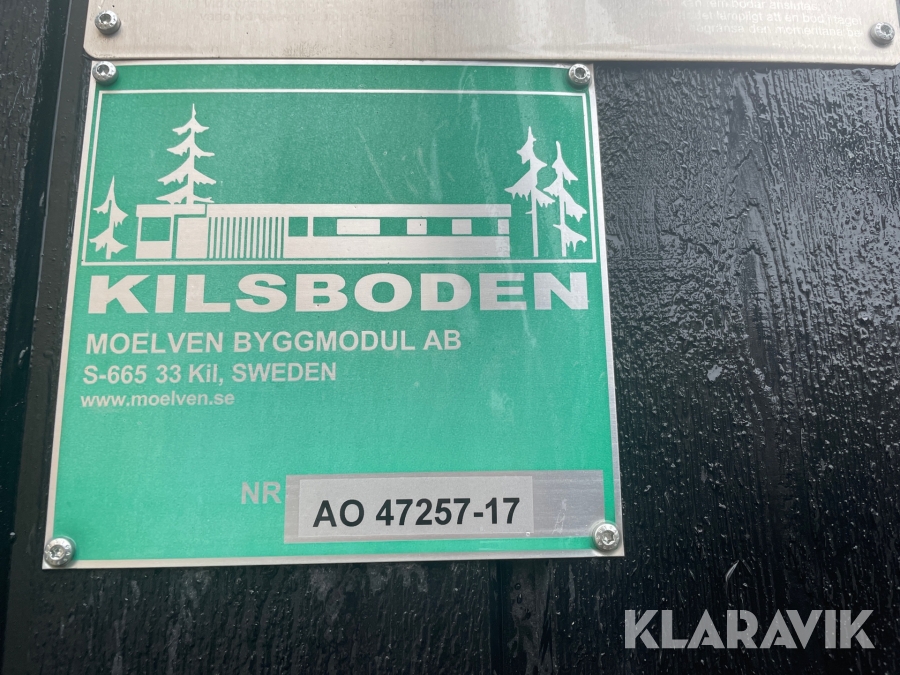 KILSBODEN
MOELVEN BYGGMODUL AB
S-665 33 Kil, SWEDEN
www.moelven.se
NR AO 47257-17
KLARAVIK